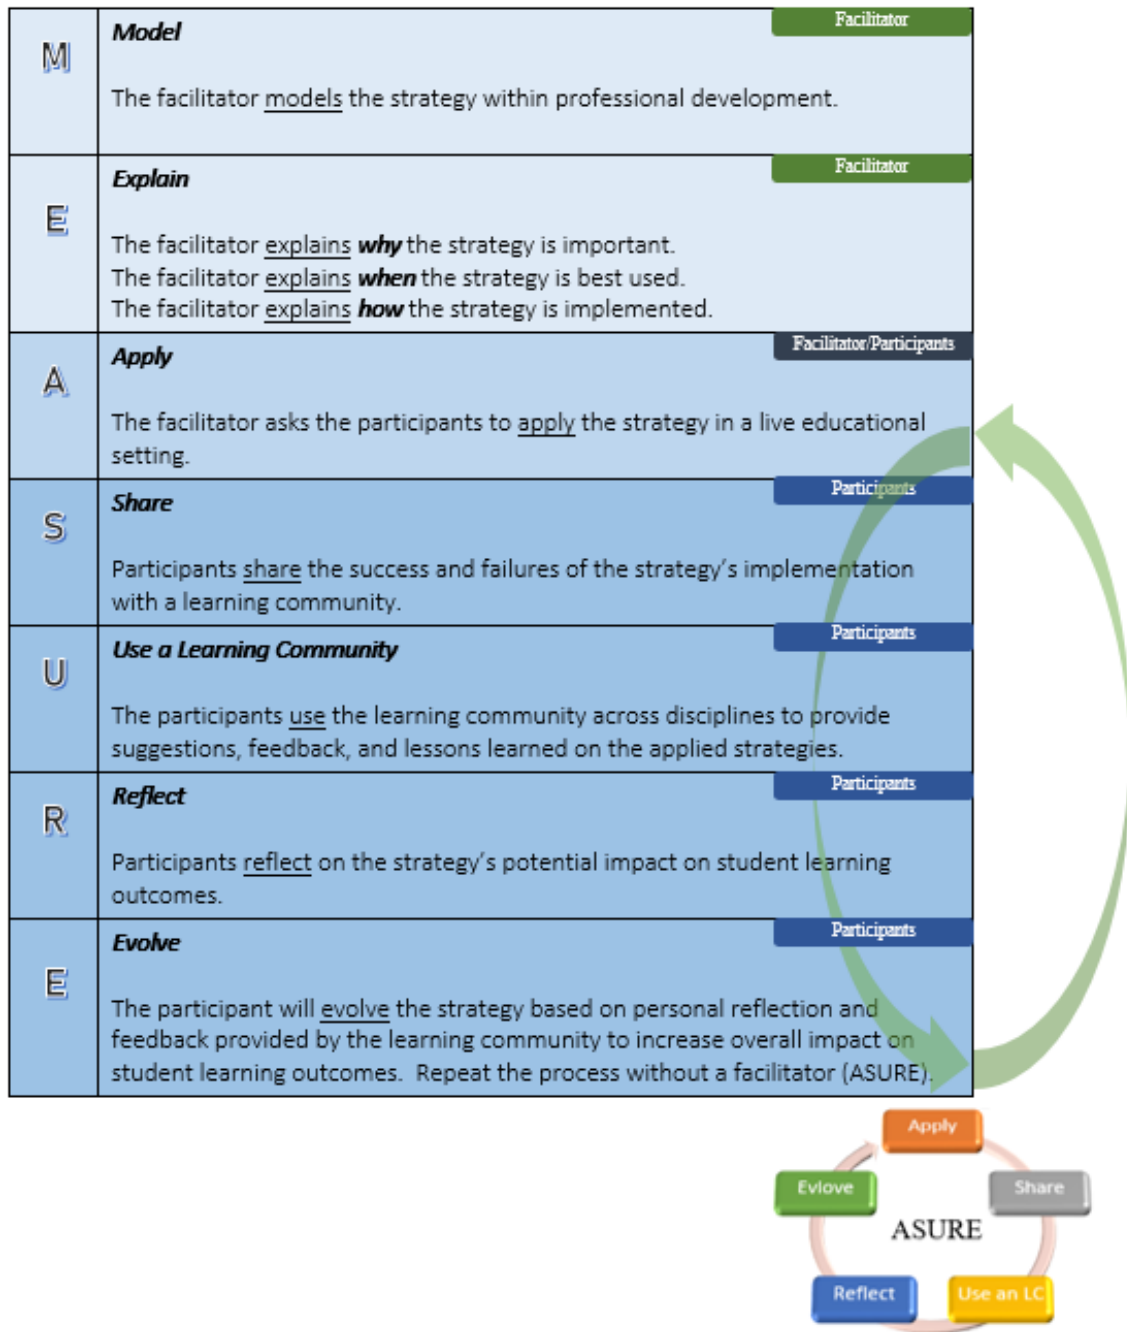 M
Model
Facilitator
The facilitator models the strategy within professional development.
E
Explain
Facilitator
The facilitator explains why the strategy is important.
The facilitator explains when the strategy is best used.
The facilitator explains how the strategy is implemented.
A
Apply
Facilitator/Participants
The facilitator asks the participants to apply the strategy in a live educational
setting.
S
Share
Participants
Participants share the success and failures of the strategy’s implementation
with a learning community.
U
Use a Learning Community
Participants
The participants use the learning community across disciplines to provide
suggestions, feedback, and lessons learned on the applied strategies.
R
Reflect
Participants
Participants reflect on the strategy’s potential impact on student learning
outcomes.
E
Evolve
Participants
The participant will evolve the strategy based on personal reflection and
feedback provided by the learning community to increase overall impact on
student learning outcomes.  Repeat the process without a facilitator (ASURE).
Apply
Evlove
Share
ASURE
Reflect
Use an LC